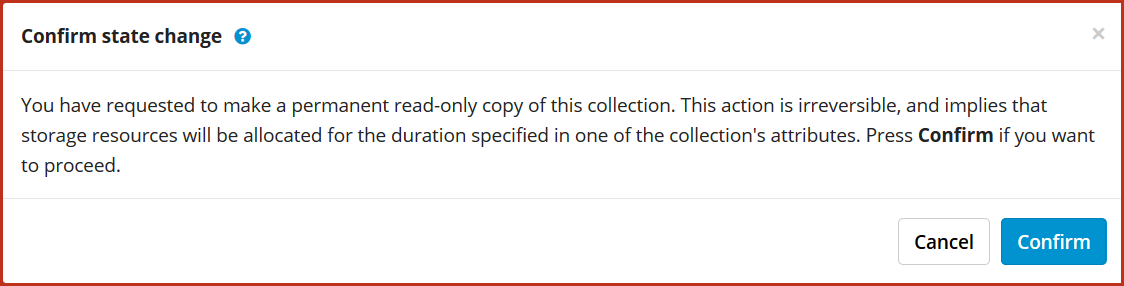 Confirm state change ?
×
You have requested to make a permanent read-only copy of this collection. This action is irreversible, and implies that
storage resources will be allocated for the duration specified in one of the collection's attributes. Press Confirm if you want
to proceed.
Cancel Confirm